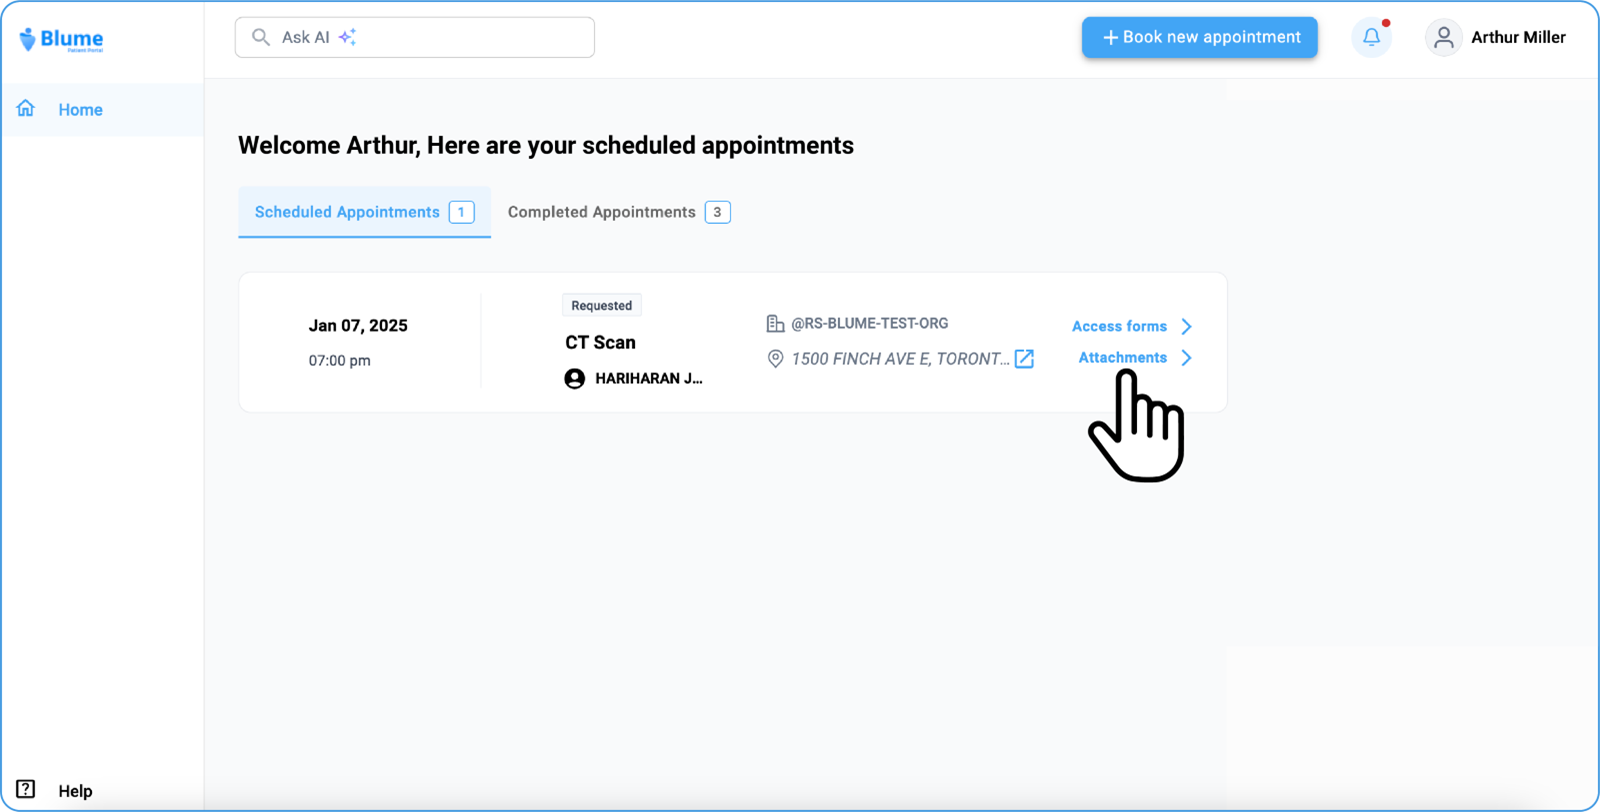 Blume
Patient Portal
Ask AI
Book new appointment
Arthur Miller
Home
Welcome Arthur, Here are your scheduled appointments
Scheduled Appointments 1
Completed Appointments 3
Jan 07, 2025
07:00 pm
Requested
CT Scan
HARIHARAN J...
@RS-BLUME-TEST-ORG
1500 FINCH AVE E, TORONT...
Access forms
Attachments
Help